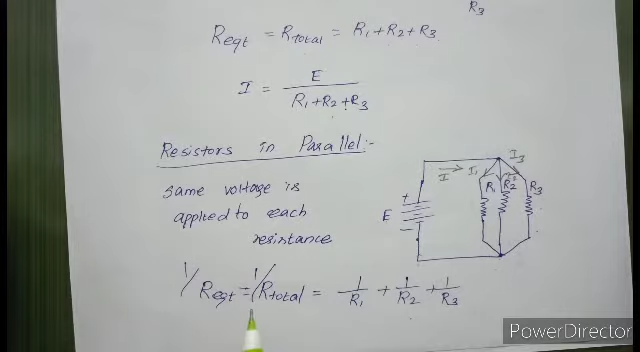 R3
Reqt = Rtotal = R1+R2+R3
I = E / R1+R2+R3
Resistors in Parallel:-
same voltage is
applied to each
resistance
I I1 I2 I3
+ E -
R1 R2 R3
1/Reqt = 1/Rtotal = 1/R1 + 1/R2 + 1/R3
PowerDirector